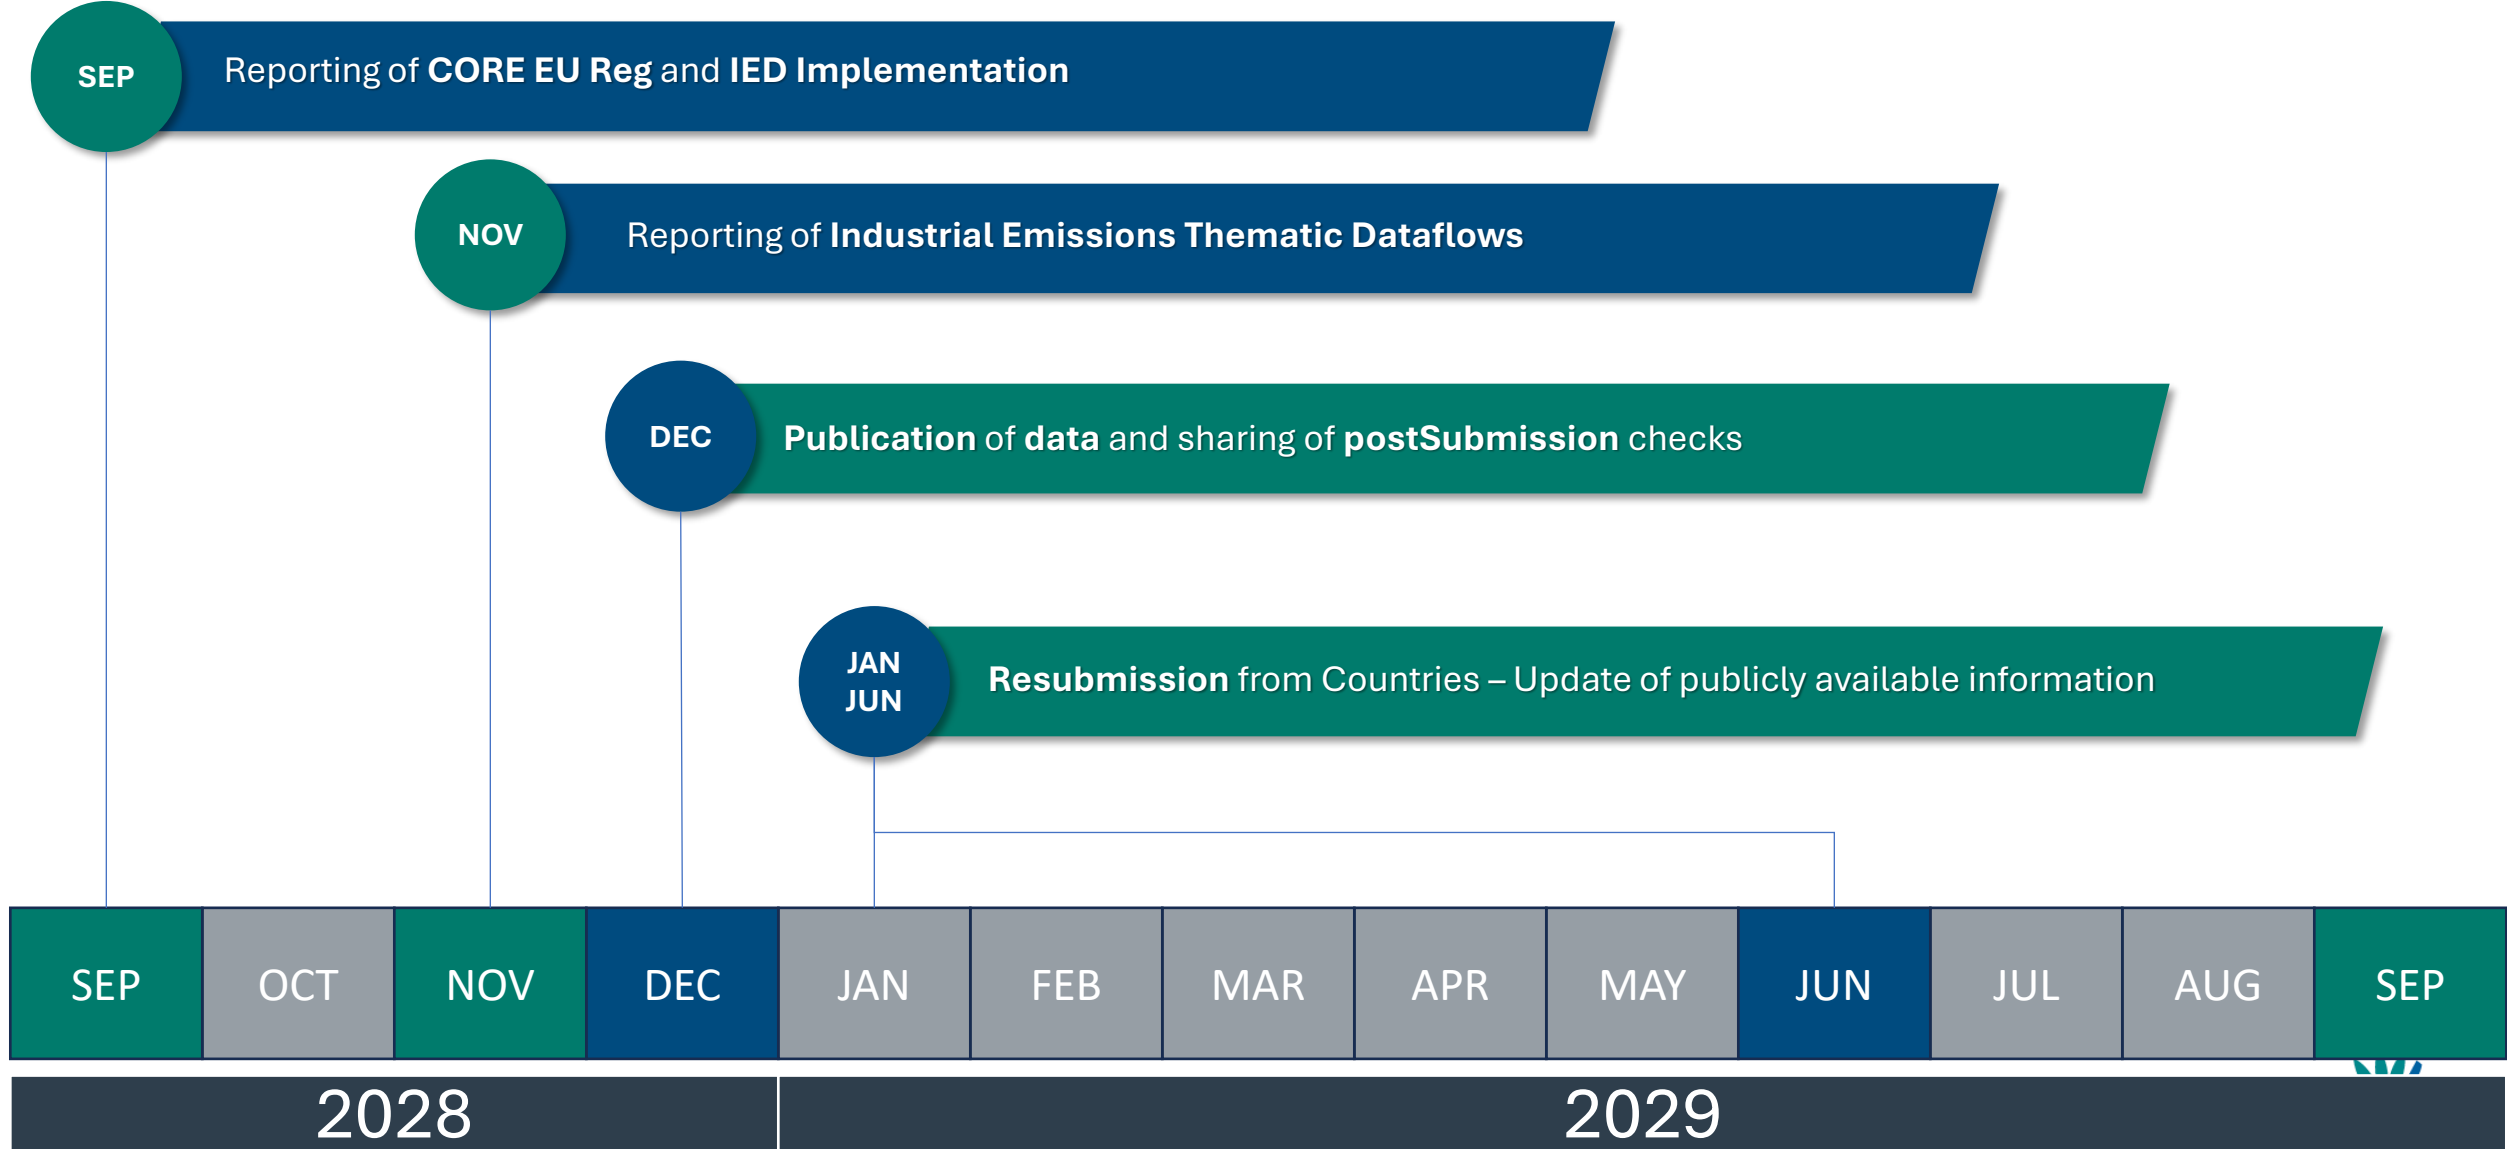 SEP
Reporting of CORE EU Reg and IED Implementation
NOV
Reporting of Industrial Emissions Thematic Dataflows
DEC
Publication of data and sharing of postSubmission checks
JAN
JUN
Resubmission from Countries – Update of publicly available information
SEP OCT NOV DEC JAN FEB MAR APR MAY JUN JUL AUG SEP
2028 2029